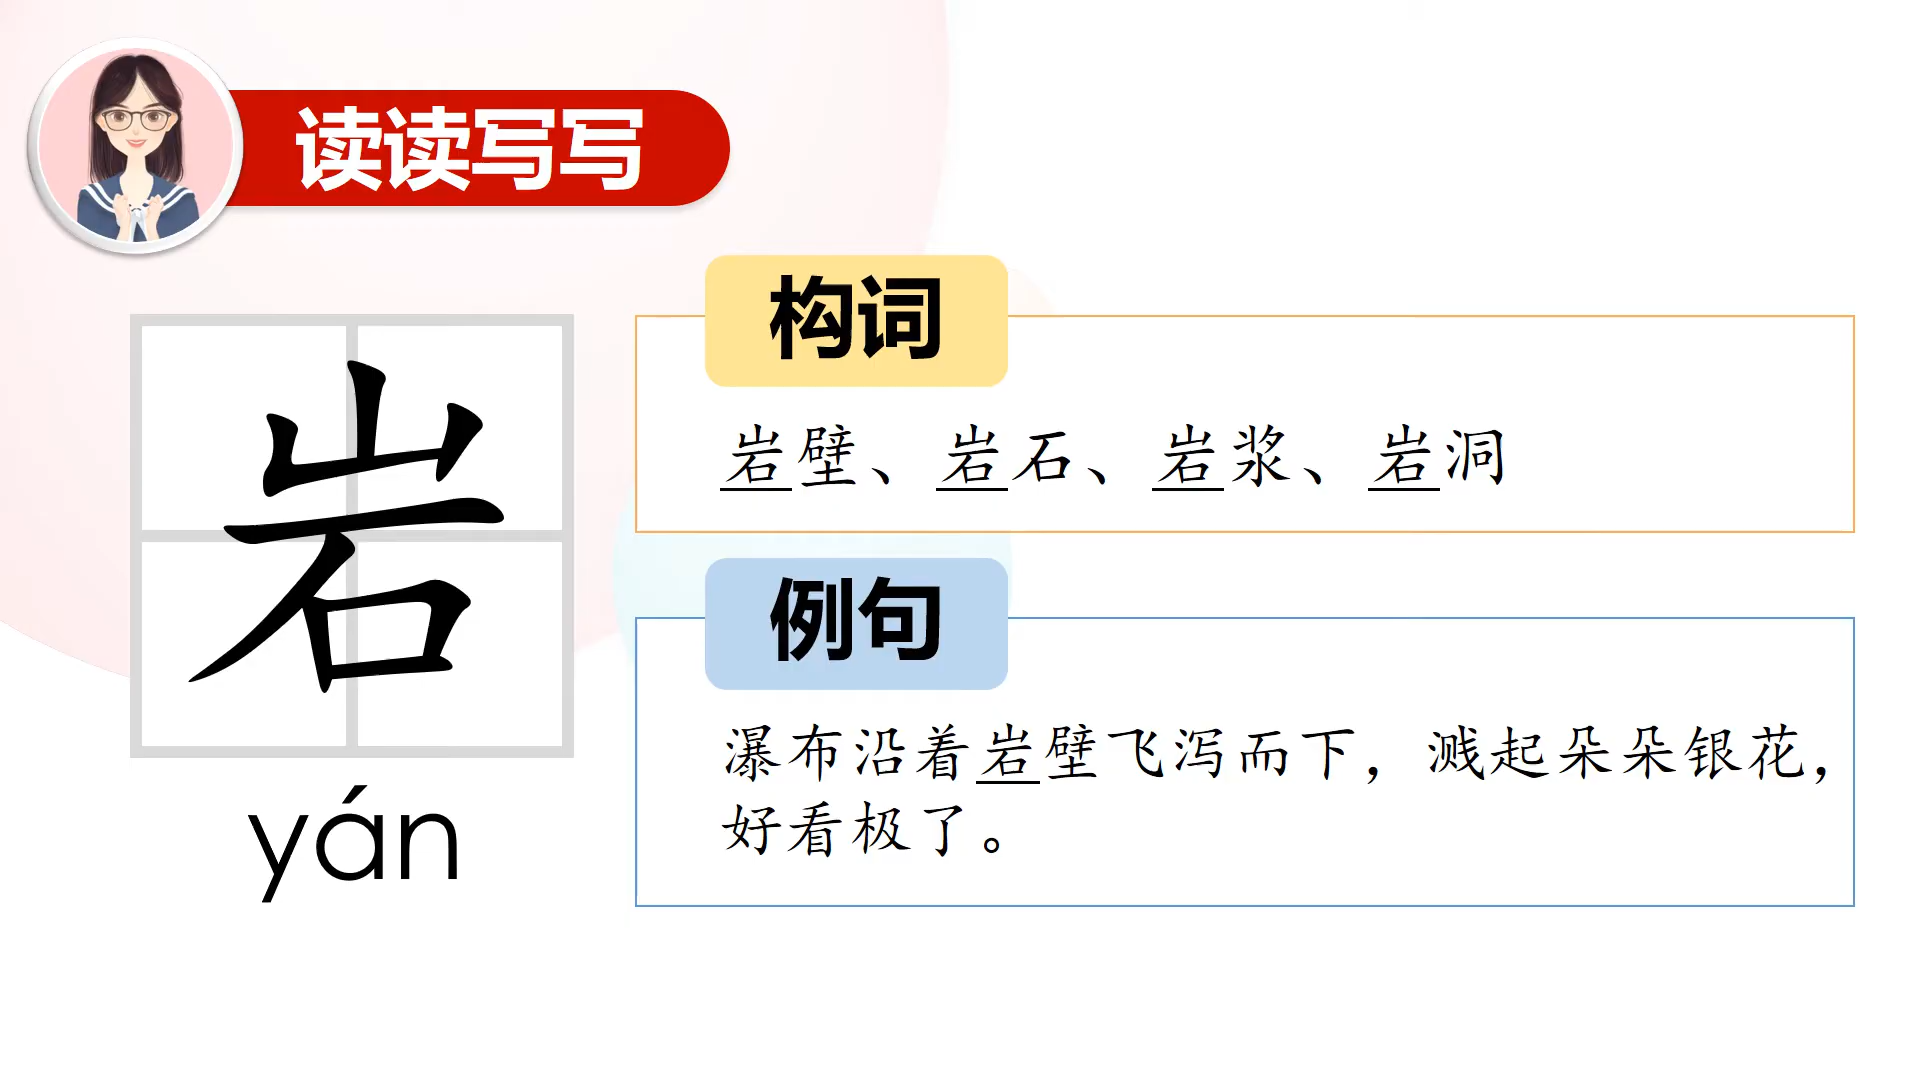 读读写写
岩
yán
构词
岩壁、岩石、岩浆、岩洞
例句
瀑布沿着岩壁飞泻而下，溅起朵朵银花，
好看极了。